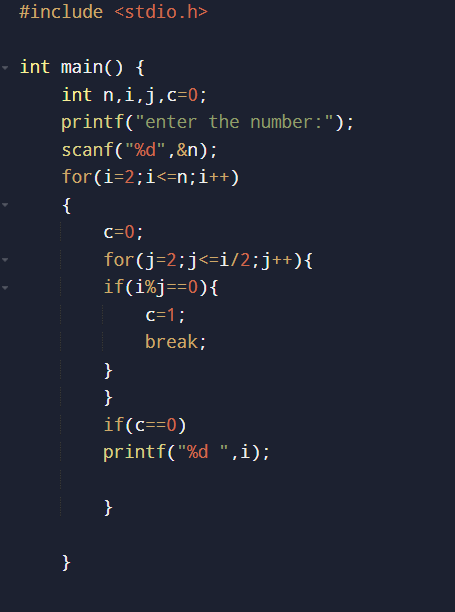 #include <stdio.h>
int main() {
int n,i,j,c=0;
printf("enter the number:");
scanf("%d",&n);
for(i=2;i<=n;i++)
{
c=0;
for(j=2;j<=i/2;j++){
if(i%j==0){
c=1;
break;
}
}
if(c==0)
printf("%d ",i);
}
}